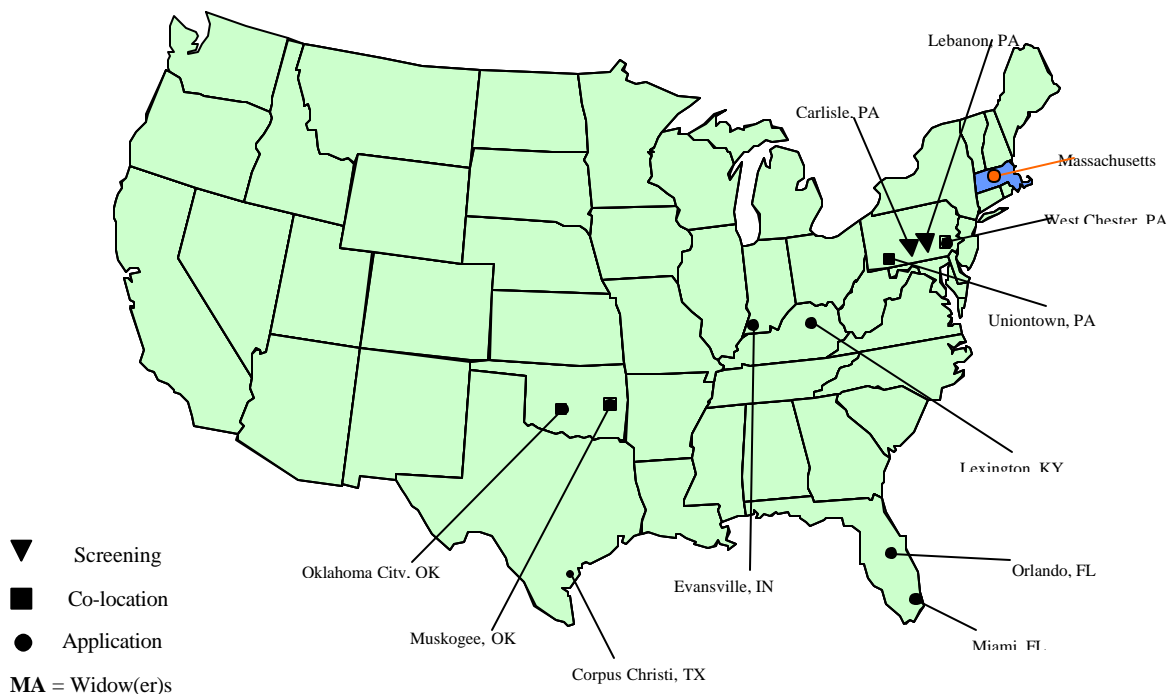 Lebanon, PA
Carlisle, PA
Massachusetts
West Chester, PA
Uniontown, PA
Lexington, KY
Oklahoma City, OK
Evansville, IN
Orlando, FL
Muskogee, OK
Miami, FL
Corpus Christi, TX
Screening
Co-location
Application
MA = Widow(er)s